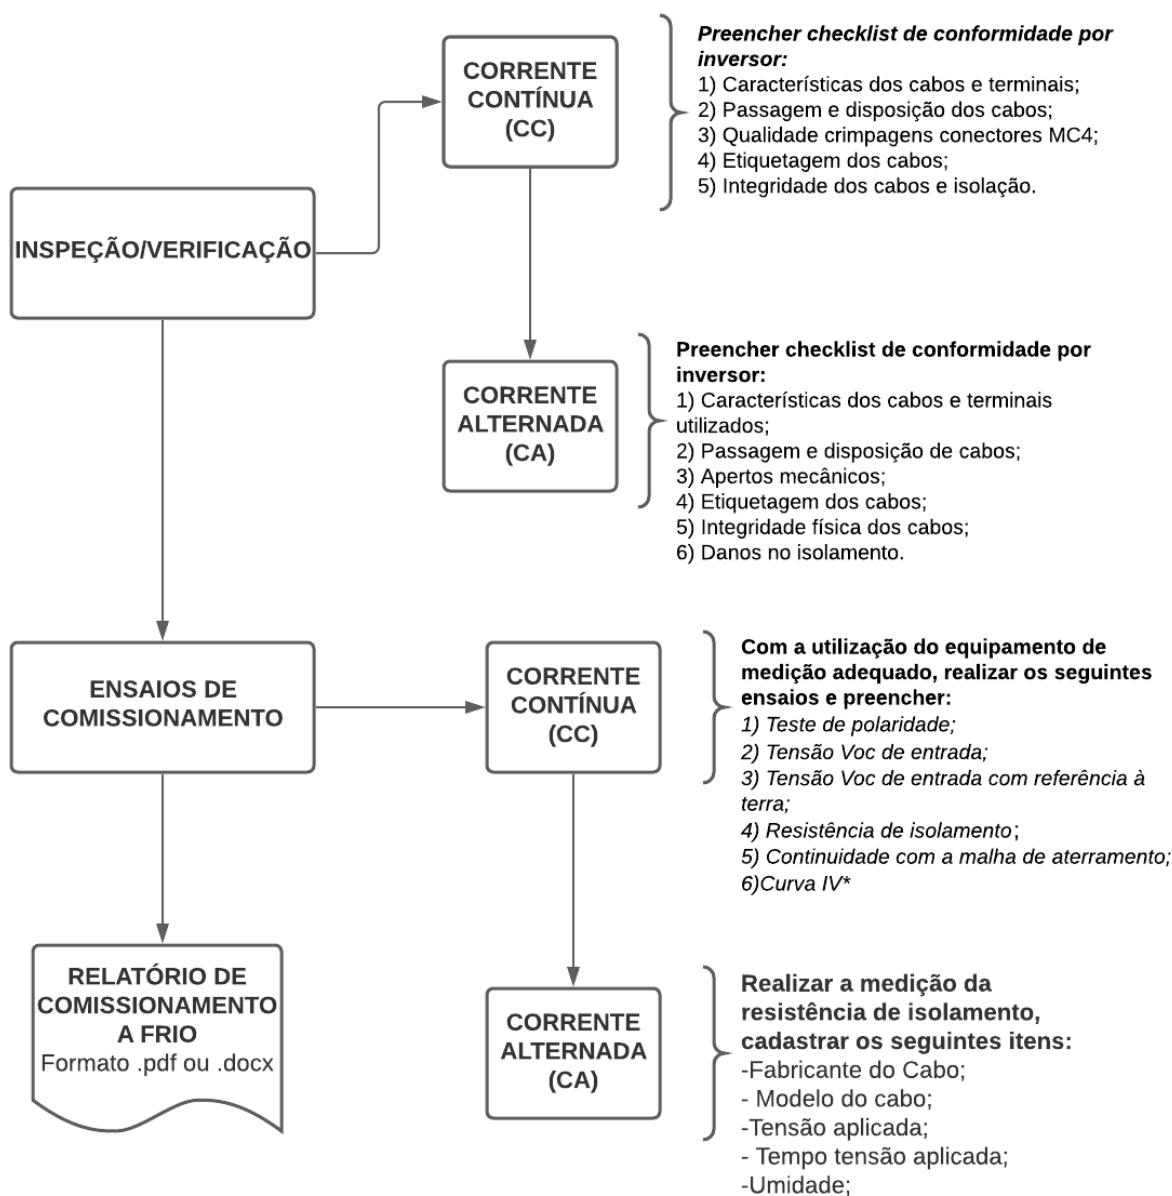 CORRENTE
CONTÍNUA
(CC)
Preencher checklist de conformidade por
inversor:
1) Características dos cabos e terminais;
2) Passagem e disposição dos cabos;
3) Qualidade crimpagens conectores MC4;
4) Etiquetagem dos cabos;
5) Integridade dos cabos e isolação.
INSPEÇÃO/VERIFICAÇÃO
CORRENTE
ALTERNADA
(CA)
Preencher checklist de conformidade por
inversor:
1) Características dos cabos e terminais
utilizados;
2) Passagem e disposição de cabos;
3) Apertos mecânicos;
4) Etiquetagem dos cabos;
5) Integridade física dos cabos;
6) Danos no isolamento.
ENSAIOS DE
COMISSIONAMENTO
CORRENTE
CONTÍNUA
(CC)
Com a utilização do equipamento de
medição adequado, realizar os seguintes
ensaios e preencher:
1) Teste de polaridade;
2) Tensão Voc de entrada;
3) Tensão Voc de entrada com referência à
terra;
4) Resistência de isolamento;
5) Continuidade com a malha de aterramento;
6)Curva IV*
RELATÓRIO DE
COMISSIONAMENTO
A FRIO
Formato .pdf ou .docx
CORRENTE
ALTERNADA
(CA)
Realizar a medição da
resistência de isolamento,
cadastrar os seguintes itens:
-Fabricante do Cabo;
- Modelo do cabo;
-Tensão aplicada;
- Tempo tensão aplicada;
-Umidade;